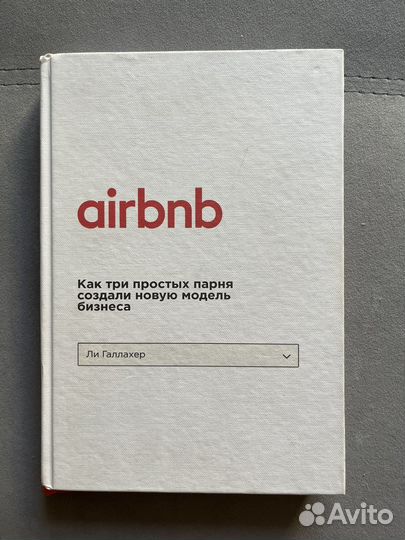 airbnb
Как три простых парня
создали новую модель
бизнеса
Ли Галлахер
Avito